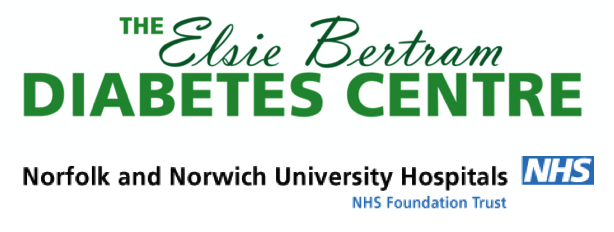 THE Elsie Bertram
DIABETES CENTRE
Norfolk and Norwich University Hospitals NHS
NHS Foundation Trust